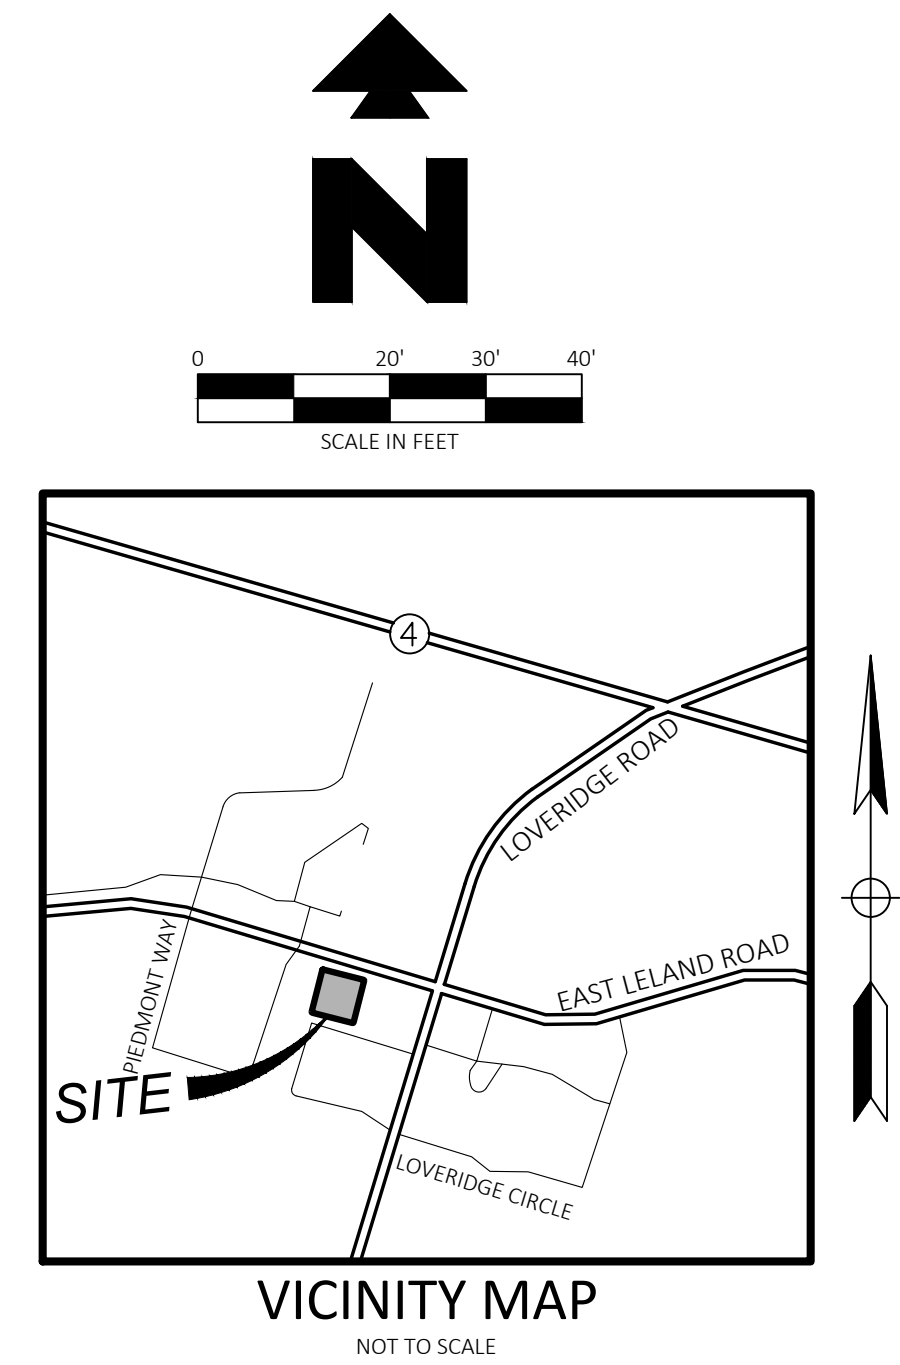 N
0 20' 30' 40'
SCALE IN FEET
4
LOVERIDGE ROAD
EAST LELAND ROAD
PIEDMONT WAY
SITE
LOVERIDGE CIRCLE
VICINITY MAP
NOT TO SCALE